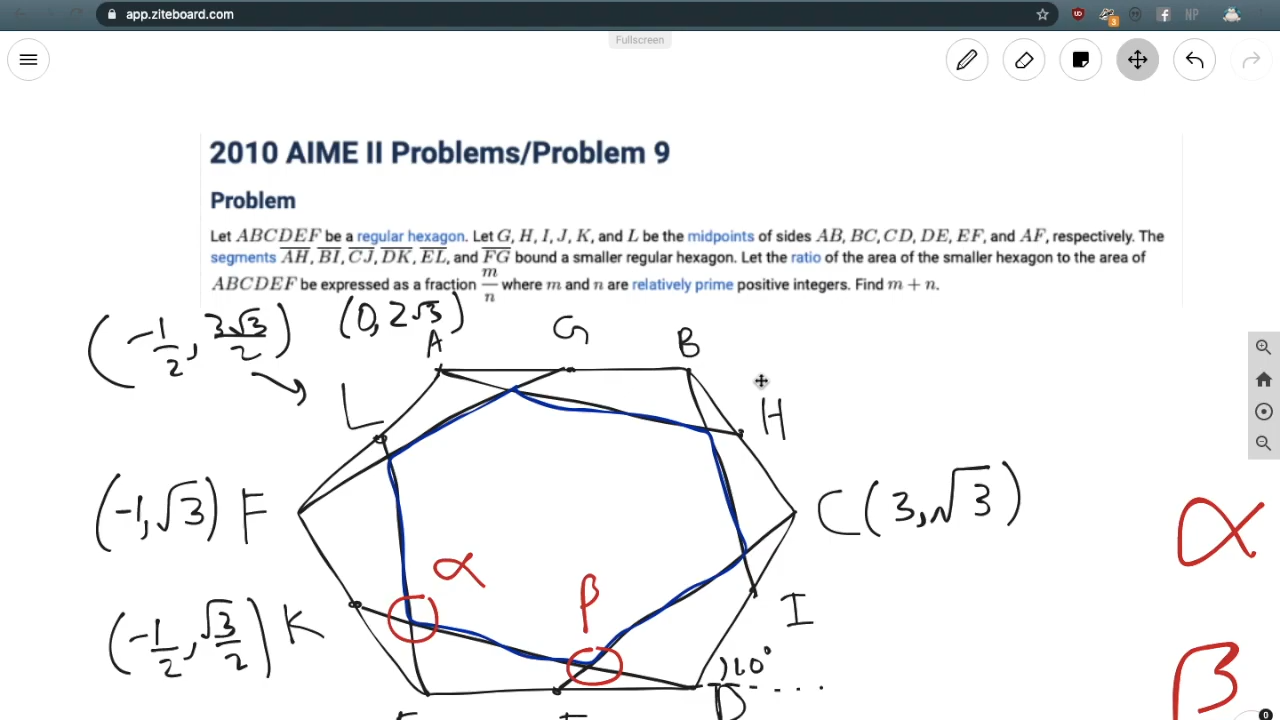 app.ziteboard.com
3
NP
Fullscreen
2010 AIME II Problems/Problem 9
Problem
Let ABCDEF be a regular hexagon. Let G, H, I, J, K, and L be the midpoints of sides AB, BC, CD, DE, EF, and AF, respectively. The
segments AH, BI, CJ, DK, EL, and FG bound a smaller regular hexagon. Let the ratio of the area of the smaller hexagon to the area of
ABCDEF be expressed as a fraction m/n where m and n are relatively prime positive integers. Find m + n.
(-1/2, 3√3/2)
(0, 2√3)
A
G
B
L
H
(-1, √3) F
C (3, √3)
α
α
β
(-1/2, √3/2) K
I
D
β
0